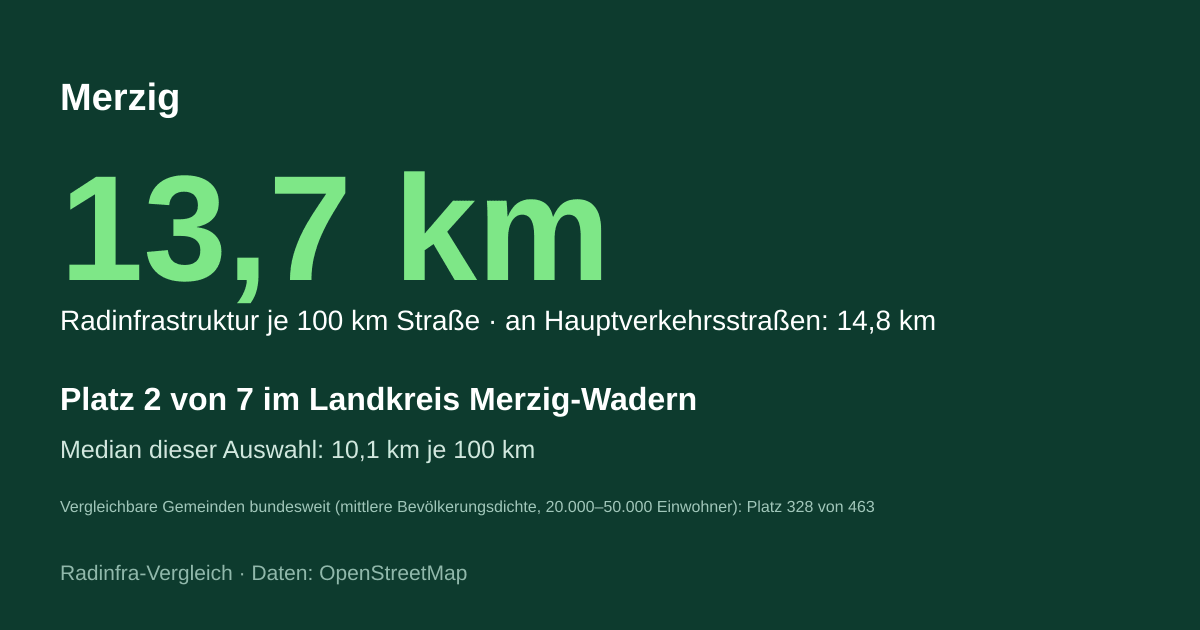 Merzig
13,7 km
Radinfrastruktur je 100 km Straße · an Hauptverkehrsstraßen: 14,8 km
Platz 2 von 7 im Landkreis Merzig-Wadern
Median dieser Auswahl: 10,1 km je 100 km
Vergleichbare Gemeinden bundesweit (mittlere Bevölkerungsdichte, 20.000–50.000 Einwohner): Platz 328 von 463
Radinfra-Vergleich · Daten: OpenStreetMap